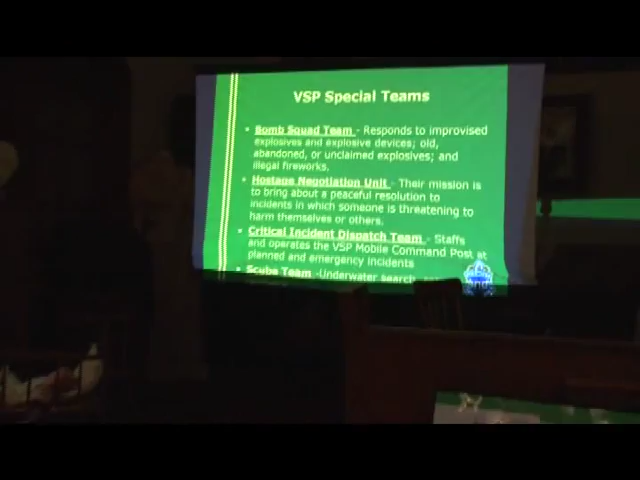 VSP Special Teams
• Bomb Squad Team - Responds to improvised
explosives and explosive devices; old,
abandoned, or unclaimed explosives; and
illegal fireworks.
• Hostage Negotiation Unit - Their mission is
to bring about a peaceful resolution to
incidents in which someone is threatening to
harm themselves or others.
• Critical Incident Dispatch Team - Staffs
and operates the VSP Mobile Command Post at
planned and emergency incidents
• Scuba Team -Underwater search,